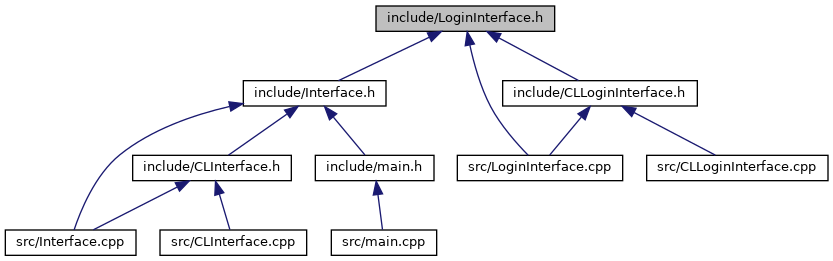 include/LoginInterface.h
include/Interface.h
include/CLLoginInterface.h
include/CLInterface.h
include/main.h
src/LoginInterface.cpp
src/CLLoginInterface.cpp
src/Interface.cpp
src/CLInterface.cpp
src/main.cpp